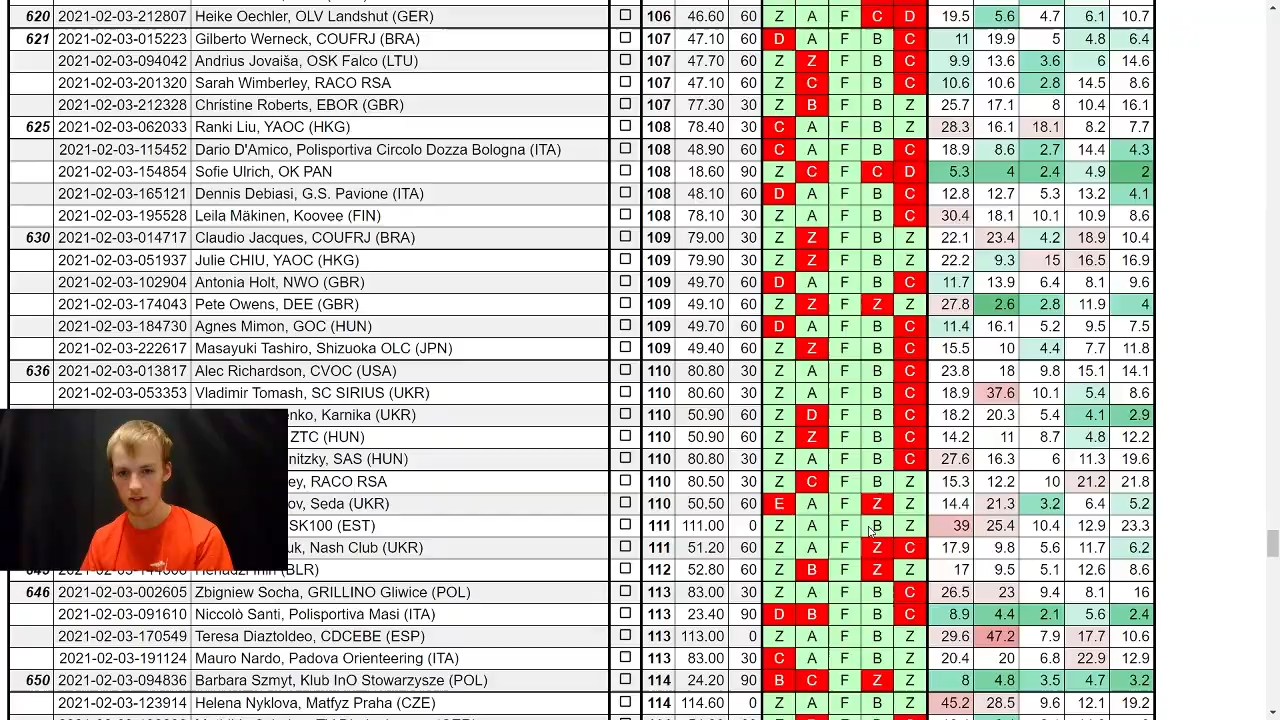 620 2021-02-03-212807 Heike Oechler, OLV Landshut (GER) 106 46.60 60 Z A F C D 19.5 5.6 4.7 6.1 10.7
621 2021-02-03-015223 Gilberto Werneck, COUFRJ (BRA) 107 47.10 60 D A F B C 11 19.9 5 4.8 6.4
2021-02-03-094042 Andrius Jovaiša, OSK Falco (LTU) 107 47.70 60 Z Z F B C 9.9 13.6 3.6 6 14.6
2021-02-03-201320 Sarah Wimberley, RACO RSA 107 47.10 60 Z C F B C 10.6 10.6 2.8 14.5 8.6
2021-02-03-212328 Christine Roberts, EBOR (GBR) 107 77.30 30 Z B F B Z 25.7 17.1 8 10.4 16.1
625 2021-02-03-062033 Ranki Liu, YAOC (HKG) 108 78.40 30 C A F B Z 28.3 16.1 18.1 8.2 7.7
2021-02-03-115452 Dario D'Amico, Polisportiva Circolo Dozza Bologna (ITA) 108 48.90 60 C A F B C 18.9 8.6 2.7 14.4 4.3
2021-02-03-154854 Sofie Ulrich, OK PAN 108 18.60 90 Z C F C D 5.3 4 2.4 4.9 2
2021-02-03-165121 Dennis Debiasi, G.S. Pavione (ITA) 108 48.10 60 D A F B C 12.8 12.7 5.3 13.2 4.1
2021-02-03-195528 Leila Mäkinen, Koovee (FIN) 108 78.10 30 Z A F B C 30.4 18.1 10.1 10.9 8.6
630 2021-02-03-014717 Claudio Jacques, COUFRJ (BRA) 109 79.00 30 Z Z F B Z 22.1 23.4 4.2 18.9 10.4
2021-02-03-051937 Julie CHIU, YAOC (HKG) 109 79.90 30 Z Z F B Z 22.2 9.3 15 16.5 16.9
2021-02-03-102904 Antonia Holt, NWO (GBR) 109 49.70 60 D A F B C 11.7 13.9 6.4 8.1 9.6
2021-02-03-174043 Pete Owens, DEE (GBR) 109 49.10 60 Z Z F Z Z 27.8 2.6 2.8 11.9 4
2021-02-03-184730 Agnes Mimon, GOC (HUN) 109 49.70 60 D A F B C 11.4 16.1 5.2 9.5 7.5
2021-02-03-222617 Masayuki Tashiro, Shizuoka OLC (JPN) 109 49.40 60 Z Z F B C 15.5 10 4.4 7.7 11.8
636 2021-02-03-013817 Alec Richardson, CVOC (USA) 110 80.80 30 Z A F B C 23.8 18 9.8 15.1 14.1
2021-02-03-053353 Vladimir Tomash, SC SIRIUS (UKR) 110 80.60 30 Z A F B C 18.9 37.6 10.1 5.4 8.6
enko, Karnika (UKR) 110 50.90 60 Z D F B C 18.2 20.3 5.4 4.1 2.9
ZTC (HUN) 110 50.90 60 Z Z F B C 14.2 11 8.7 4.8 12.2
nitzky, SAS (HUN) 110 80.80 30 Z A F B C 27.6 16.3 6 11.3 19.6
ey, RACO RSA 110 80.50 30 Z C F B Z 15.3 12.2 10 21.2 21.8
ov, Seda (UKR) 110 50.50 60 E A F Z Z 14.4 21.3 3.2 6.4 5.2
SK100 (EST) 111 111.00 0 Z A F B Z 39 25.4 10.4 12.9 23.3
uk, Nash Club (UKR) 111 51.20 60 Z A F Z C 17.9 9.8 5.6 11.7 6.2
(BLR) 112 52.80 60 Z B F Z Z 17 9.5 5.1 12.6 8.6
646 2021-02-03-002605 Zbigniew Socha, GRILLINO Gliwice (POL) 113 83.00 30 Z A F B C 26.5 23 9.4 8.1 16
2021-02-03-091610 Niccolò Santi, Polisportiva Masi (ITA) 113 23.40 90 D B F B C 8.9 4.4 2.1 5.6 2.4
2021-02-03-170549 Teresa Diaztoldeo, CDCEBE (ESP) 113 113.00 0 Z A F B Z 29.6 47.2 7.9 17.7 10.6
2021-02-03-191124 Mauro Nardo, Padova Orienteering (ITA) 113 83.00 30 C A F B Z 20.4 20 6.8 22.9 12.9
650 2021-02-03-094836 Barbara Szmyt, Klub InO Stowarzysze (POL) 114 24.20 90 B C F Z Z 8 4.8 3.5 4.7 3.2
2021-02-03-123914 Helena Nyklova, Matfyz Praha (CZE) 114 114.60 0 Z A F B Z 45.2 28.5 9.6 12.1 19.2